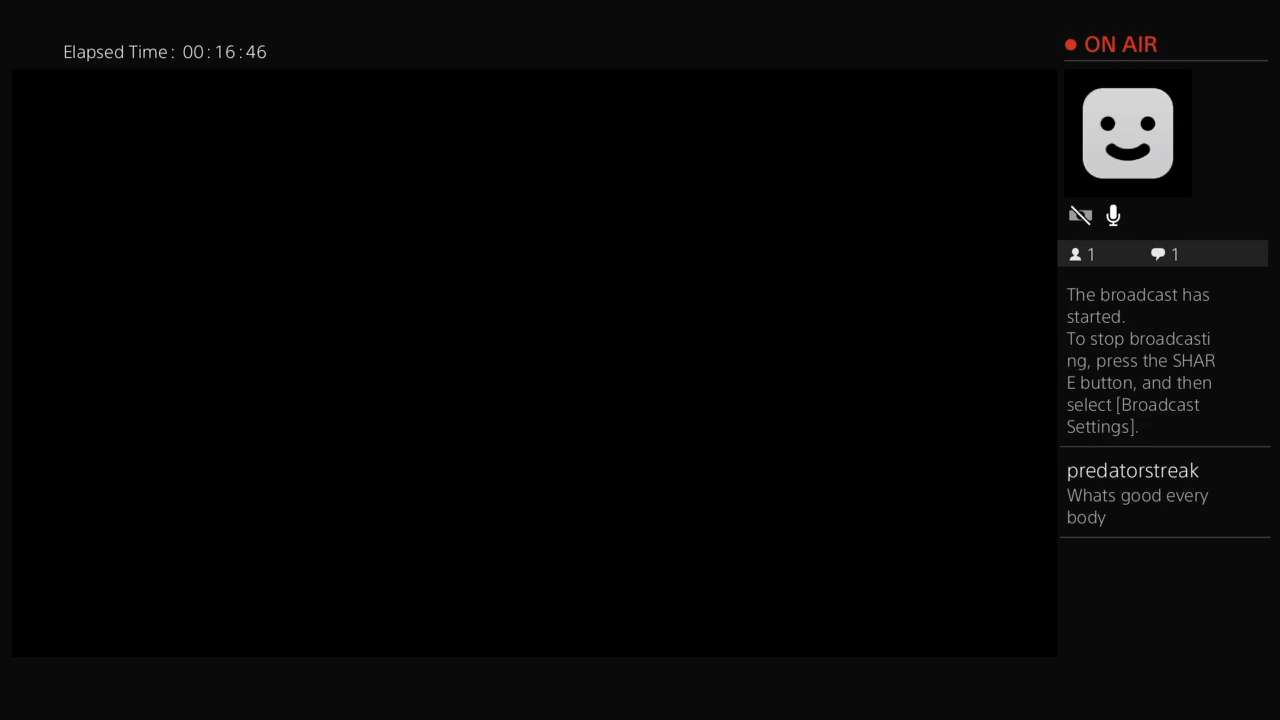 Elapsed Time: 00:16:46
ON AIR
1
1
The broadcast has
started.
To stop broadcasti
ng, press the SHAR
E button, and then
select [Broadcast
Settings].
predatorstreak
Whats good every
body